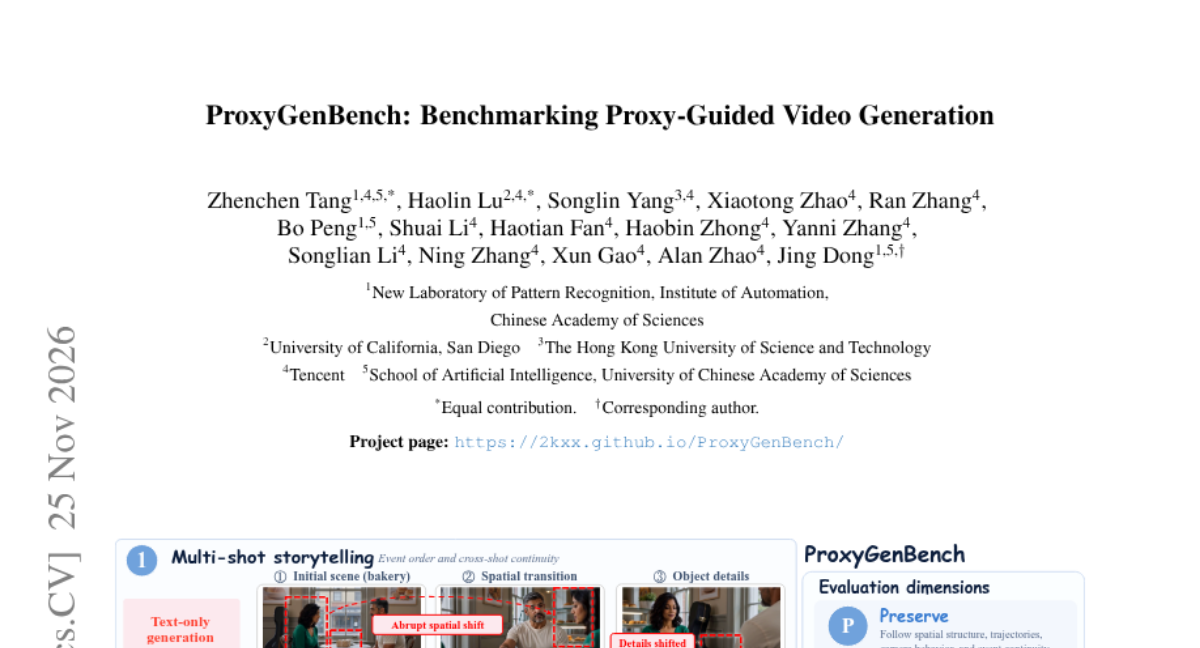 ProxyGenBench: Benchmarking Proxy-Guided Video Generation
Zhenchen Tang1,4,5,*, Haolin Lu2,4,*, Songlin Yang3,4, Xiaotong Zhao4, Ran Zhang4,
Bo Peng1,5, Shuai Li4, Haotian Fan4, Haobin Zhong4, Yanni Zhang4,
Songlian Li4, Ning Zhang4, Xun Gao4, Alan Zhao4, Jing Dong1,5,†
1New Laboratory of Pattern Recognition, Institute of Automation,
Chinese Academy of Sciences
2University of California, San Diego 3The Hong Kong University of Science and Technology
4Tencent 5School of Artificial Intelligence, University of Chinese Academy of Sciences
*Equal contribution. †Corresponding author.
Project page: https://2kxx.github.io/ProxyGenBench/
cs.CV] 25 Nov 2026
1 Multi-shot storytelling Event order and cross-shot continuity
① Initial scene (bakery) ② Spatial transition ③ Object details
Text-only
generation
Abrupt spatial shift
Details shifted
ProxyGenBench
Evaluation dimensions
P Preserve
Follow spatial structure, trajectories,
camera behavior, and event continuity